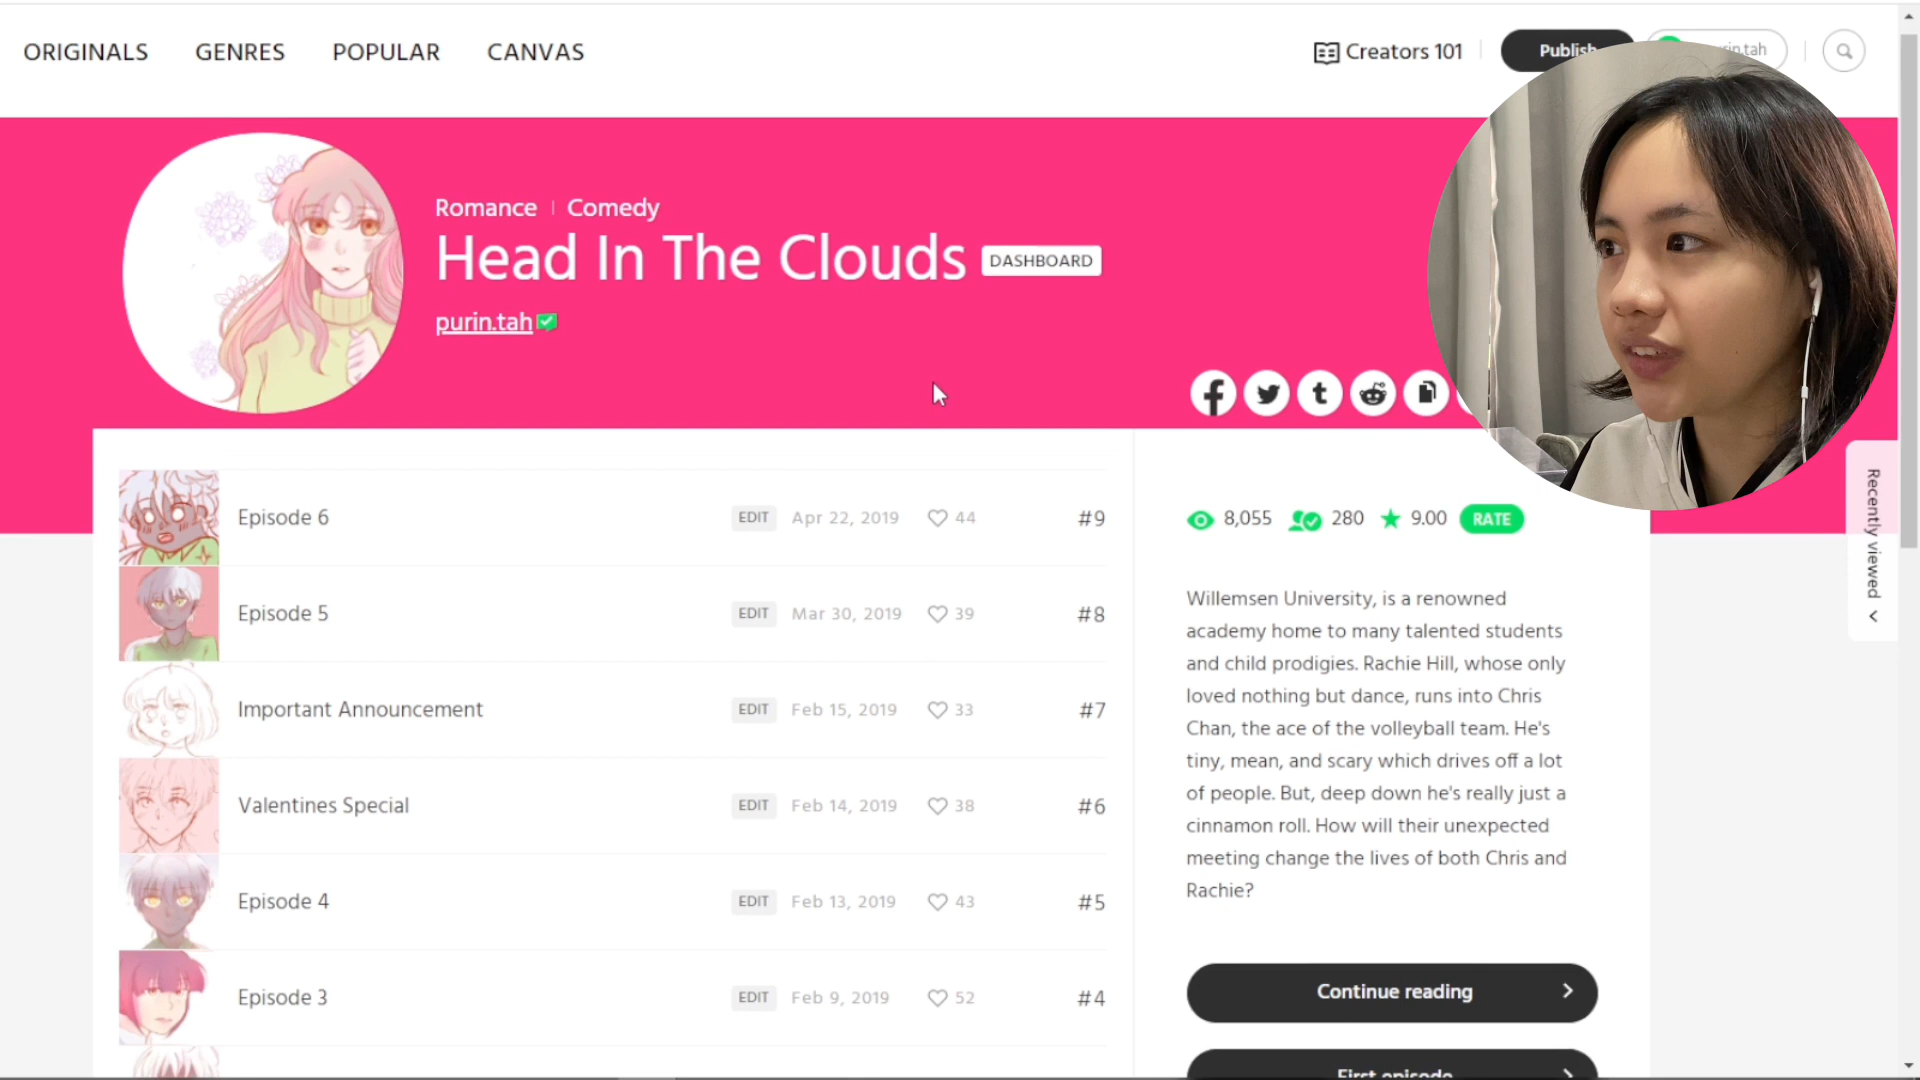 ORIGINALS GENRES POPULAR CANVAS Creators 101 Publish
Romance | Comedy
Head In The Clouds DASHBOARD
purin.tah
Episode 6 EDIT Apr 22, 2019 44 #9
Episode 5 EDIT Mar 30, 2019 39 #8
Important Announcement EDIT Feb 15, 2019 33 #7
Valentines Special EDIT Feb 14, 2019 38 #6
Episode 4 EDIT Feb 13, 2019 43 #5
Episode 3 EDIT Feb 9, 2019 52 #4
8,055 280 9.00 RATE
Willemsen University, is a renowned
academy home to many talented students
and child prodigies. Rachie Hill, whose only
loved nothing but dance, runs into Chris
Chan, the ace of the volleyball team. He's
tiny, mean, and scary which drives off a lot
of people. But, deep down he's really just a
cinnamon roll. How will their unexpected
meeting change the lives of both Chris and
Rachie?
Continue reading
First episode
Recently viewed